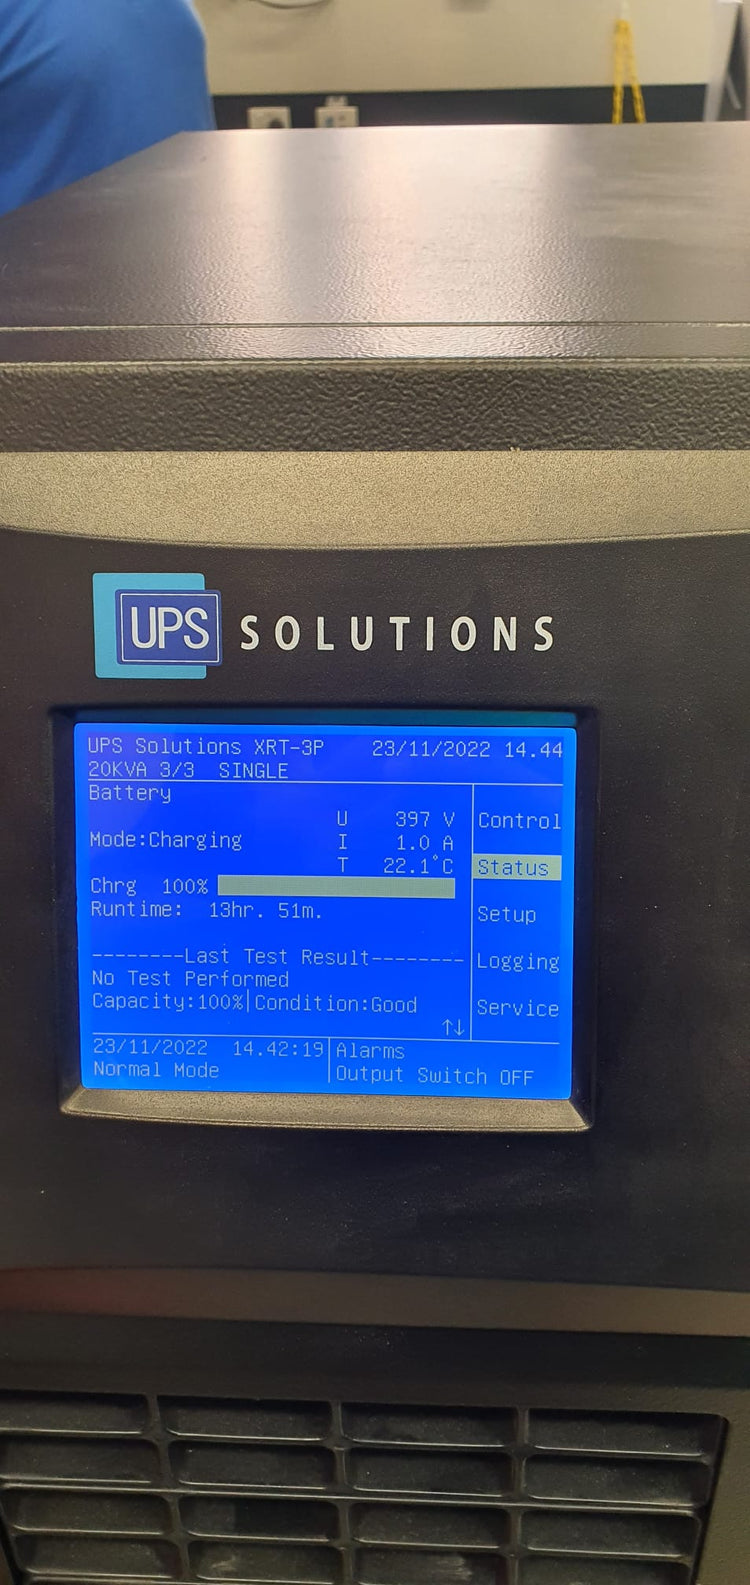 UPS SOLUTIONS
UPS Solutions XRT-3P 23/11/2022 14.44
20KVA 3/3 SINGLE
Battery
U 397 V
Mode:Charging I 1.0 A
T 22.1°C
Chrg 100%
Runtime: 13hr. 51m.
--------Last Test Result--------
No Test Performed
Capacity:100%|Condition:Good
↑↓
Control
Status
Setup
Logging
Service
23/11/2022 14.42:19
Normal Mode
Alarms
Output Switch OFF